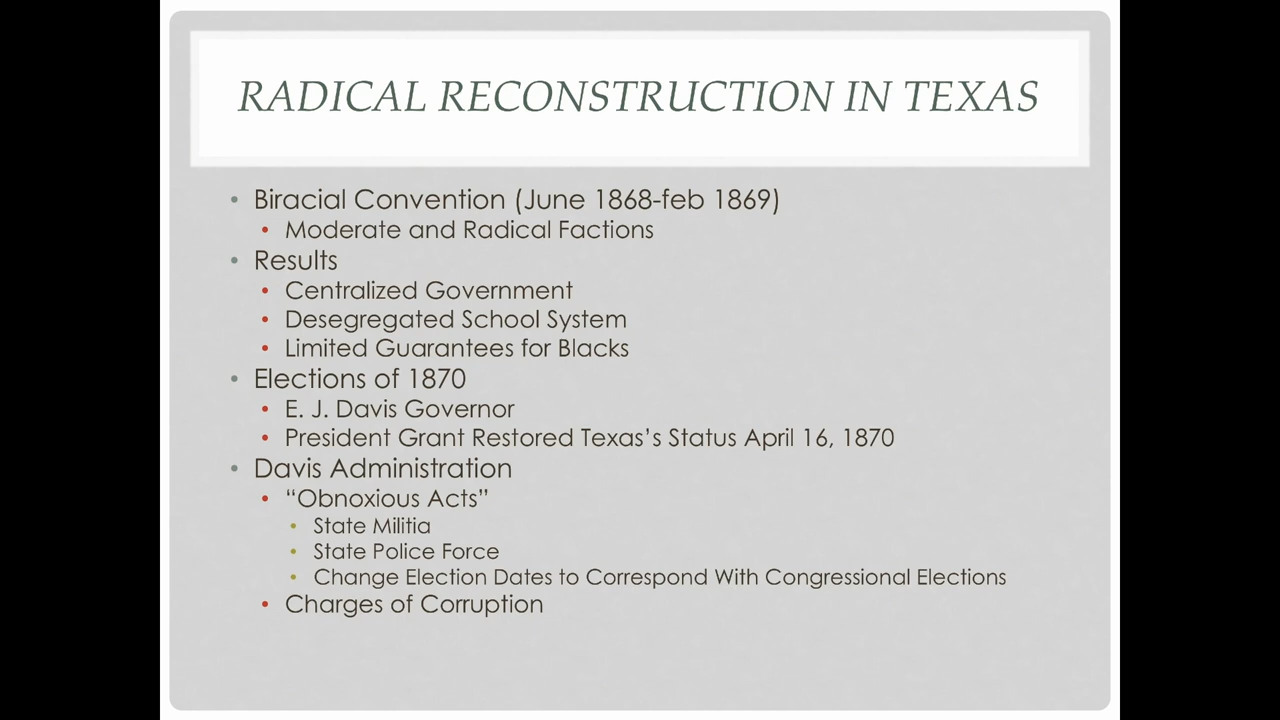 RADICAL RECONSTRUCTION IN TEXAS
• Biracial Convention (June 1868-feb 1869)
• Moderate and Radical Factions
• Results
• Centralized Government
• Desegregated School System
• Limited Guarantees for Blacks
• Elections of 1870
• E. J. Davis Governor
• President Grant Restored Texas’s Status April 16, 1870
• Davis Administration
• “Obnoxious Acts”
• State Militia
• State Police Force
• Change Election Dates to Correspond With Congressional Elections
• Charges of Corruption